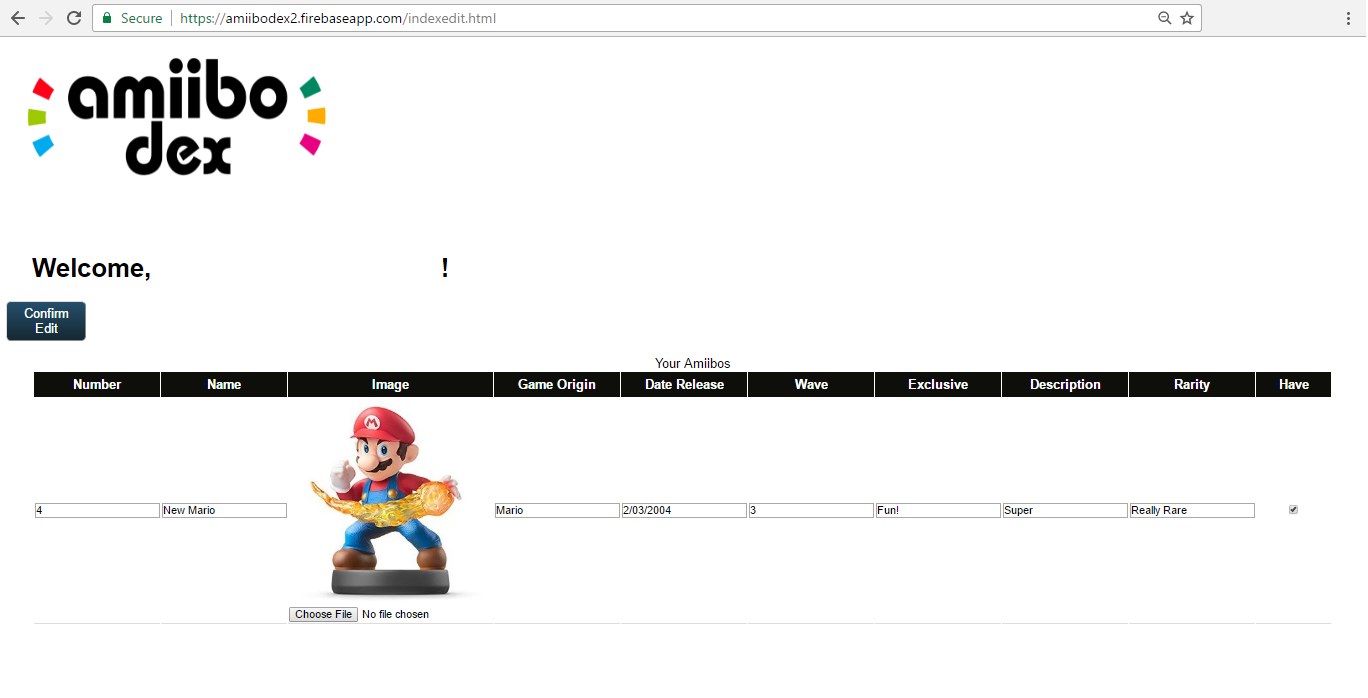 Secure https://amiibodex2.firebaseapp.com/indexedit.html
amiibo
dex
Welcome, !
Confirm
Edit
Your Amiibos
Number Name Image Game Origin Date Release Wave Exclusive Description Rarity Have
M
4 New Mario Mario 2/03/2004 3 Fun! Super Really Rare
Choose File No file chosen